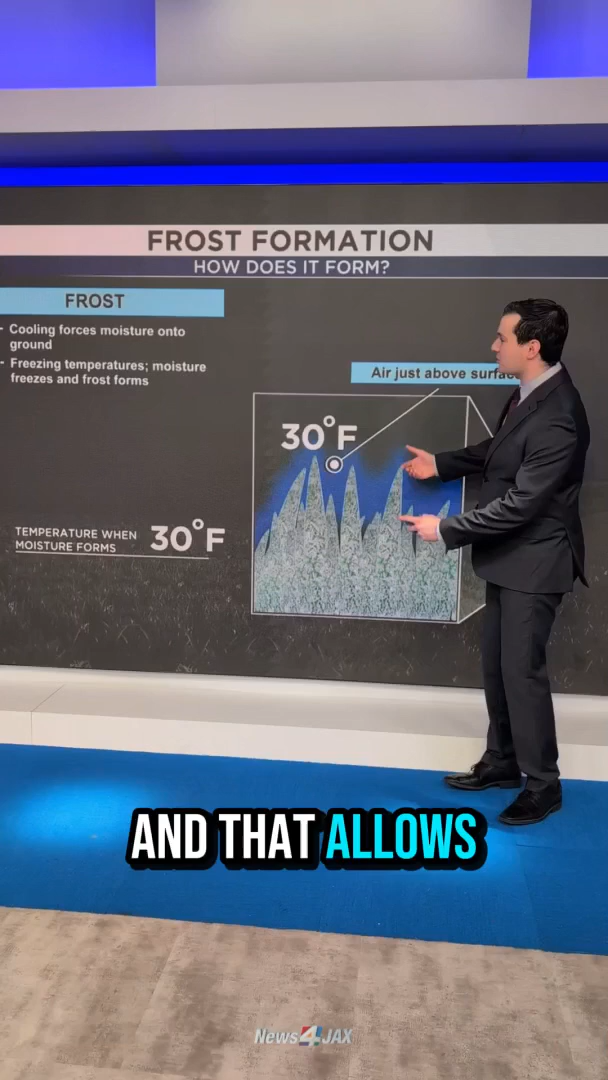 FROST FORMATION
HOW DOES IT FORM?
FROST
- Cooling forces moisture onto
ground
- Freezing temperatures; moisture
freezes and frost forms
Air just above surfac
30°F
TEMPERATURE WHEN
MOISTURE FORMS
30°F
AND THAT ALLOWS
News4JAX